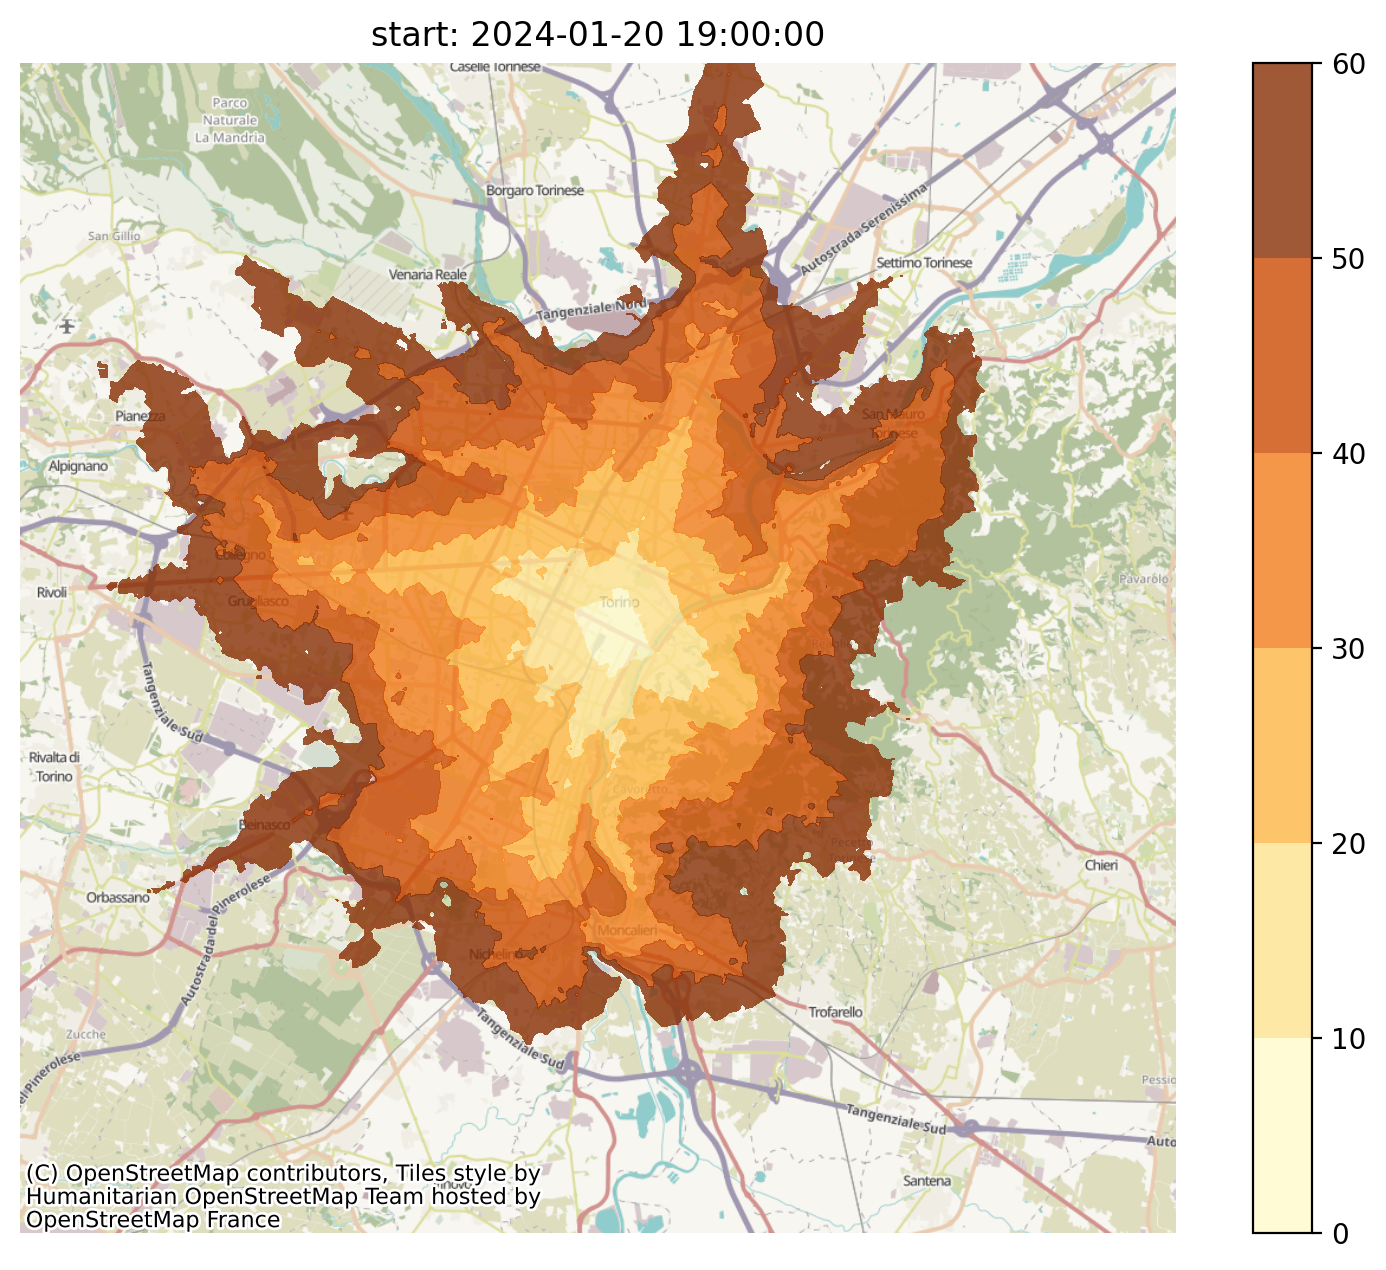 start: 2024-01-20 19:00:00
Caselle Torinese
Parco
Naturale
La Mandria
Borgaro Torinese
Autostrada Serenissima
San Gillio
Venaria Reale
Settimo Torinese
Tangenziale Nord
Pianezza
San Mauro
Torinese
Alpignano
Collegno
Pavarolo
Rivoli
Grugliasco
Torino
Tangenziale Sud
Rivalta di
Torino
Cavoretto
Beinasco
Chieri
Orbassano
Autostrada del Pinerolese
Moncalieri
Nichelino
Trofarello
Zucche
Tangenziale Sud
Pessio
Tangenziale Sud
Auto
Santena
(C) OpenStreetMap contributors, Tiles style by
Humanitarian OpenStreetMap Team hosted by
OpenStreetMap France
60
50
40
30
20
10
0